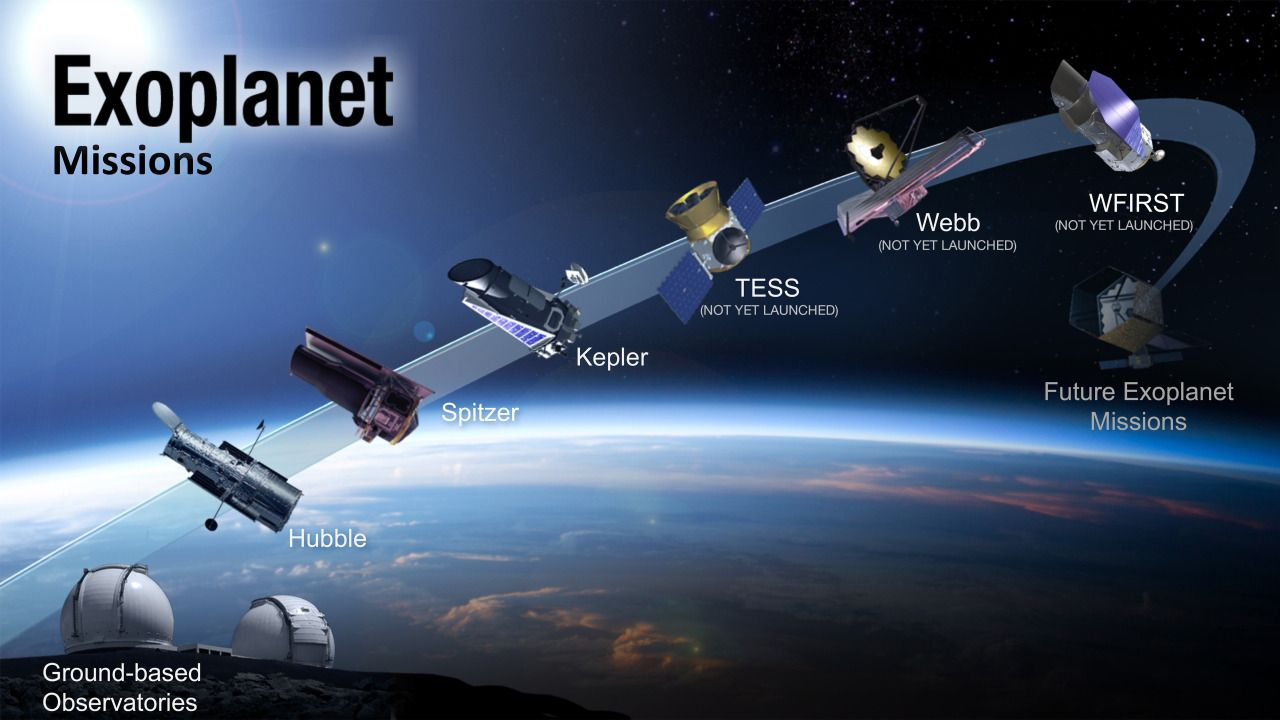 Exoplanet
Missions
WFIRST
(NOT YET LAUNCHED)
Webb
(NOT YET LAUNCHED)
TESS
(NOT YET LAUNCHED)
Kepler
Future Exoplanet
Missions
Spitzer
Hubble
Ground-based
Observatories